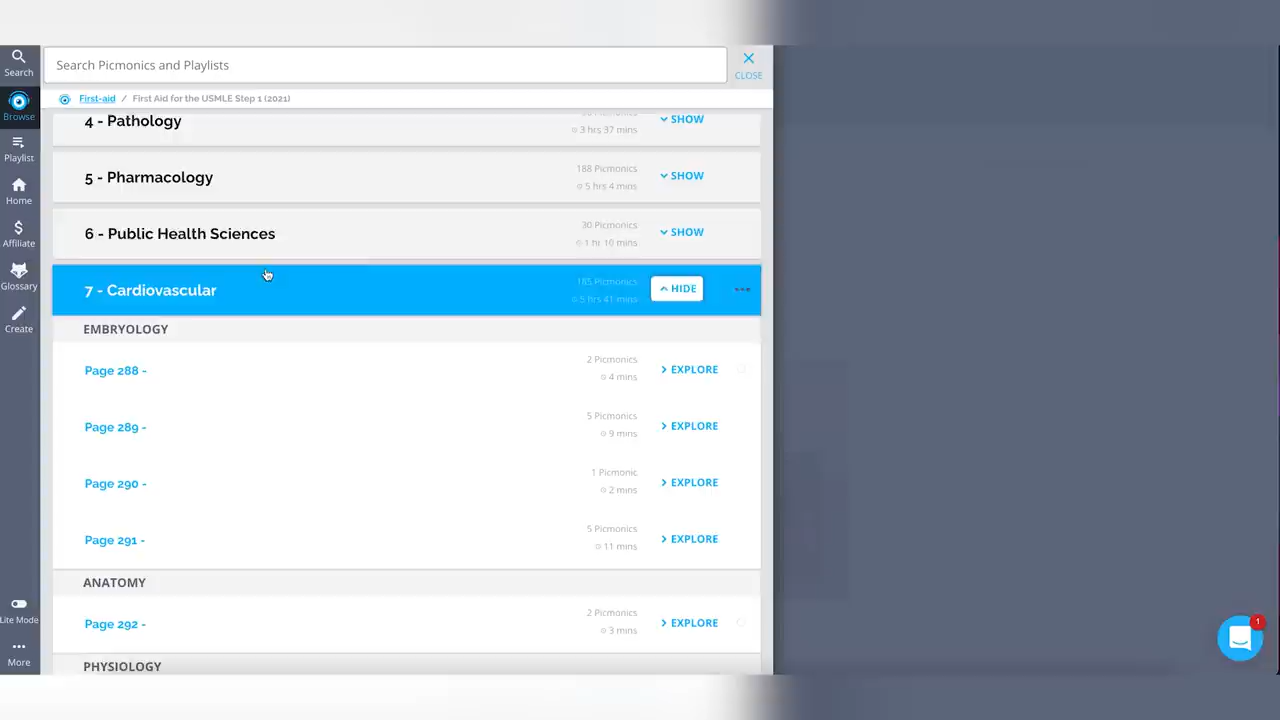 Search Picmonics and Playlists
CLOSE
Search
Browse
Playlist
Home
Affiliate
Glossary
Create
Lite Mode
More
First-aid / First Aid for the USMLE Step 1 (2021)
4 - Pathology
3 hrs 37 mins
SHOW
5 - Pharmacology
188 Picmonics
5 hrs 4 mins
SHOW
6 - Public Health Sciences
30 Picmonics
1 hr 10 mins
SHOW
7 - Cardiovascular
165 Picmonics
5 hrs 41 mins
HIDE
EMBRYOLOGY
Page 288 -
2 Picmonics
4 mins
EXPLORE
Page 289 -
5 Picmonics
9 mins
EXPLORE
Page 290 -
1 Picmonic
2 mins
EXPLORE
Page 291 -
5 Picmonics
11 mins
EXPLORE
ANATOMY
Page 292 -
2 Picmonics
3 mins
EXPLORE
PHYSIOLOGY
1